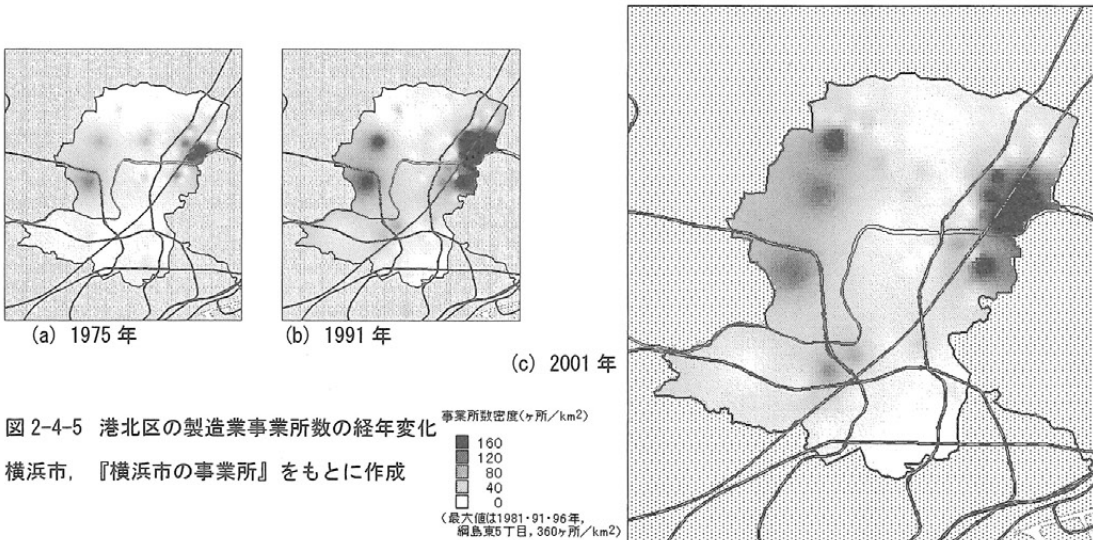 (a) 1975 年
(b) 1991 年
(c) 2001 年
図 2-4-5 港北区の製造業事業所数の経年変化
横浜市, 『横浜市の事業所』をもとに作成
事業所数密度(ヶ所/km²)
160
120
80
40
0
(最大値は1981・91・96年,
綱島東5丁目, 360ヶ所/km²)